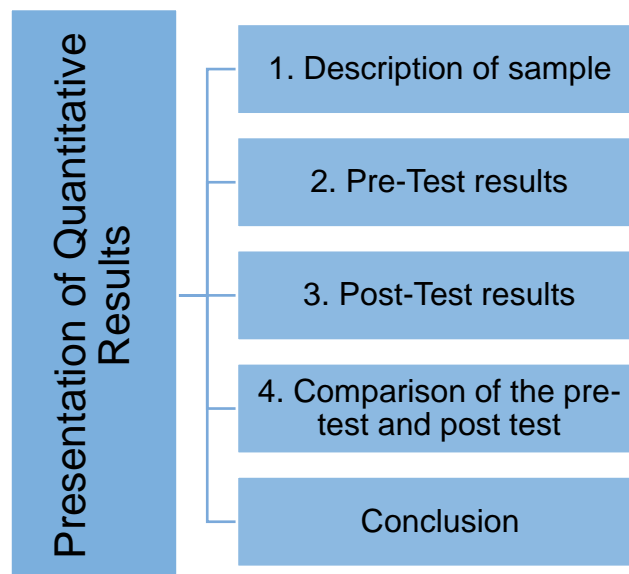 Presentation of Quantitative
Results
1. Description of sample
2. Pre-Test results
3. Post-Test results
4. Comparison of the pre-
test and post test
Conclusion